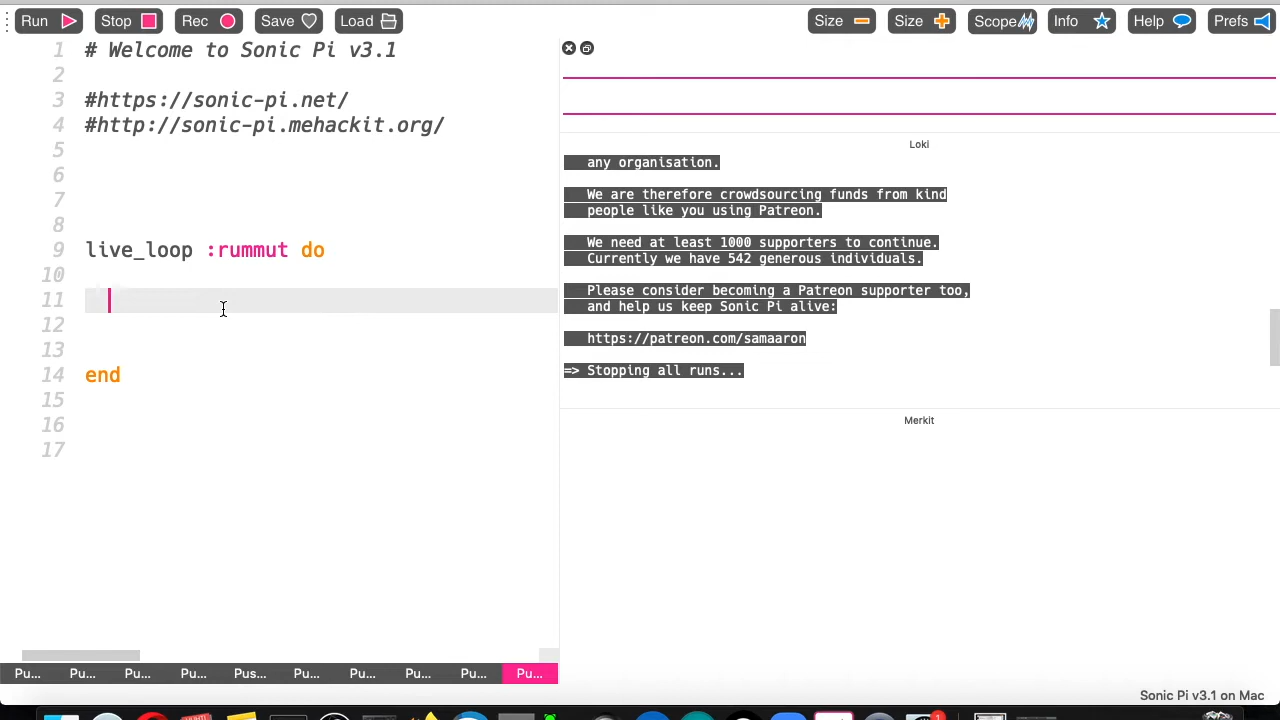 Run Stop Rec Save Load Size Size Scope Info Help Prefs
1 # Welcome to Sonic Pi v3.1
2
3 #https://sonic-pi.net/
4 #http://sonic-pi.mehackit.org/
5
6
7
8
9 live_loop :rummut do
10
11
12
13
14 end
15
16
17
Loki
any organisation.
We are therefore crowdsourcing funds from kind
people like you using Patreon.
We need at least 1000 supporters to continue.
Currently we have 542 generous individuals.
Please consider becoming a Patreon supporter too,
and help us keep Sonic Pi alive:
https://patreon.com/samaaron
=> Stopping all runs...
Merkit
Pu... Pu... Pu... Pu... Pus... Pu... Pu... Pu... Pu... Pu...
Sonic Pi v3.1 on Mac